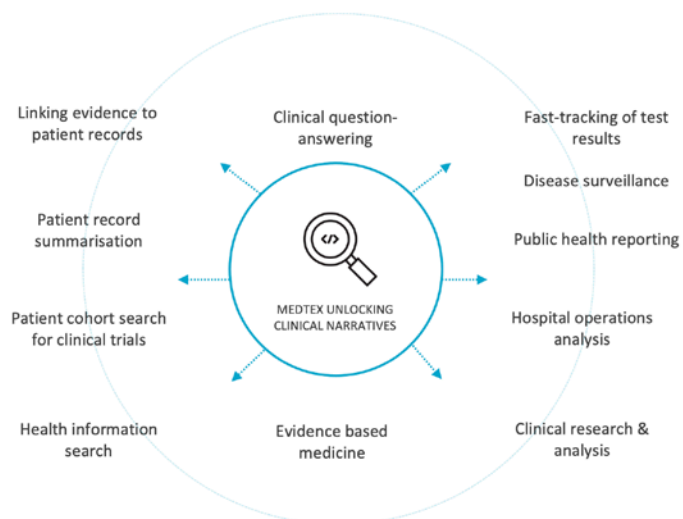 Linking evidence to
patient records
Clinical question-
answering
Fast-tracking of test
results
Disease surveillance
Patient record
summarisation
</>
Public health reporting
MEDTEX UNLOCKING
CLINICAL NARRATIVES
Patient cohort search
for clinical trials
Hospital operations
analysis
Health information
search
Evidence based
medicine
Clinical research &
analysis